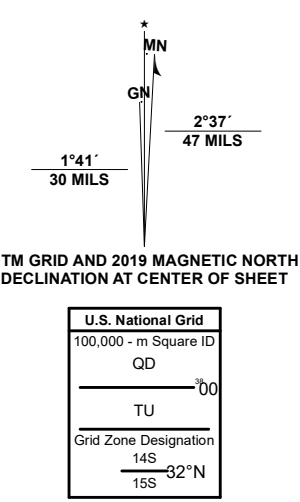 ★
MN
GN
2°37´
47 MILS
1°41´
30 MILS
TM GRID AND 2019 MAGNETIC NORTH
DECLINATION AT CENTER OF SHEET
U.S. National Grid
100,000 - m Square ID
QD
³⁸00
TU
Grid Zone Designation
14S
32°N
15S